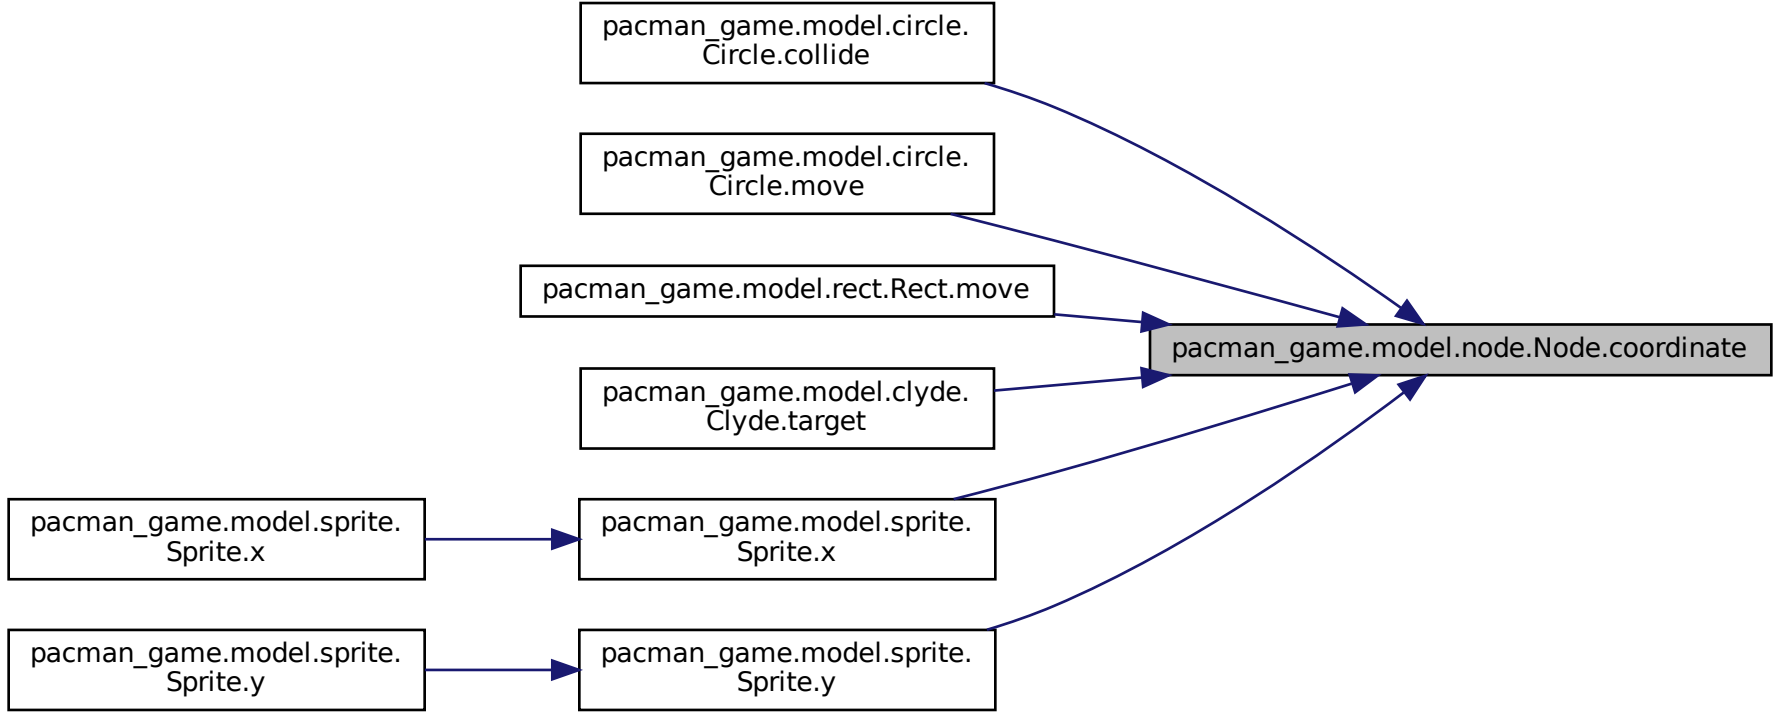 pacman_game.model.circle.
Circle.collide
pacman_game.model.circle.
Circle.move
pacman_game.model.rect.Rect.move
pacman_game.model.node.Node.coordinate
pacman_game.model.clyde.
Clyde.target
pacman_game.model.sprite.
Sprite.x
pacman_game.model.sprite.
Sprite.x
pacman_game.model.sprite.
Sprite.y
pacman_game.model.sprite.
Sprite.y